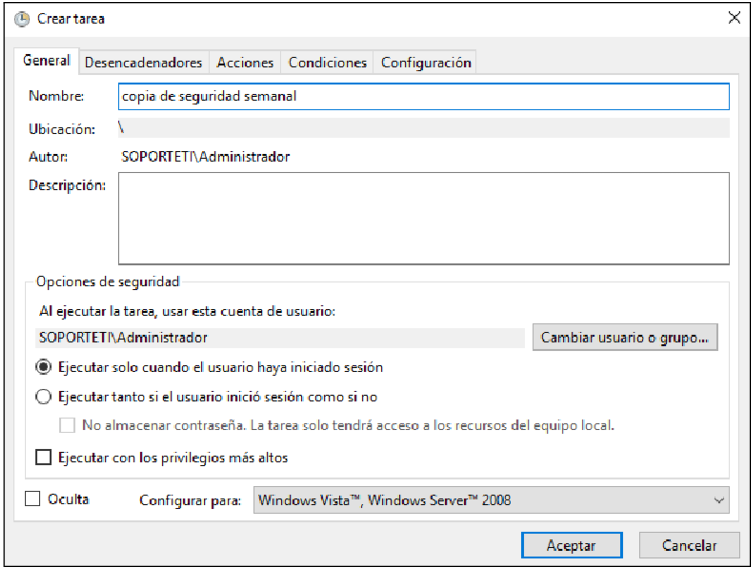 Crear tarea
General Desencadenadores Acciones Condiciones Configuración
Nombre: copia de seguridad semanal
Ubicación: \
Autor: SOPORTETI\Administrador
Descripción:
Opciones de seguridad
Al ejecutar la tarea, usar esta cuenta de usuario:
SOPORTETI\Administrador Cambiar usuario o grupo...
Ejecutar solo cuando el usuario haya iniciado sesión
Ejecutar tanto si el usuario inició sesión como si no
No almacenar contraseña. La tarea solo tendrá acceso a los recursos del equipo local.
Ejecutar con los privilegios más altos
Oculta Configurar para: Windows Vista™, Windows Server™ 2008
Aceptar Cancelar